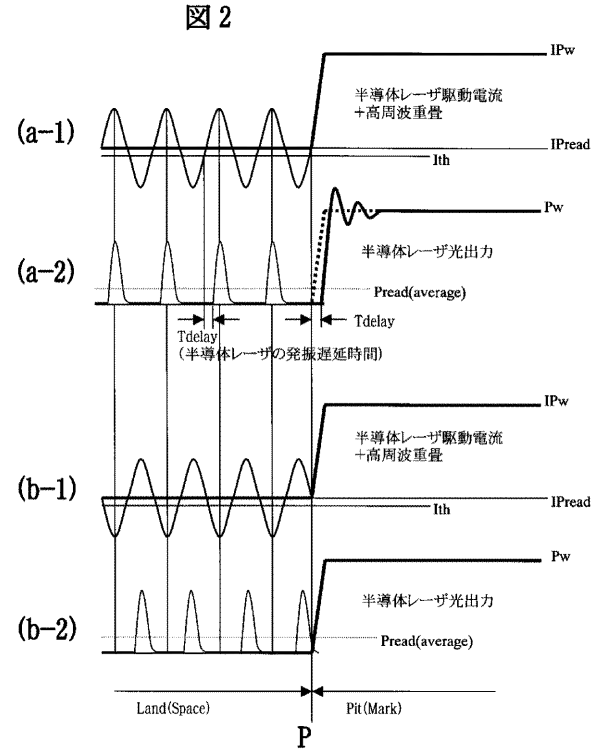 図2
IPw
半導体レーザ駆動電流
+高周波重畳
(a-1)
IPread
Ith
Pw
半導体レーザ光出力
(a-2)
Pread(average)
Tdelay
Tdelay
(半導体レーザの発振遅延時間)
IPw
半導体レーザ駆動電流
+高周波重畳
(b-1)
IPread
Ith
Pw
半導体レーザ光出力
(b-2)
Pread(average)
Land(Space)
Pit(Mark)
P